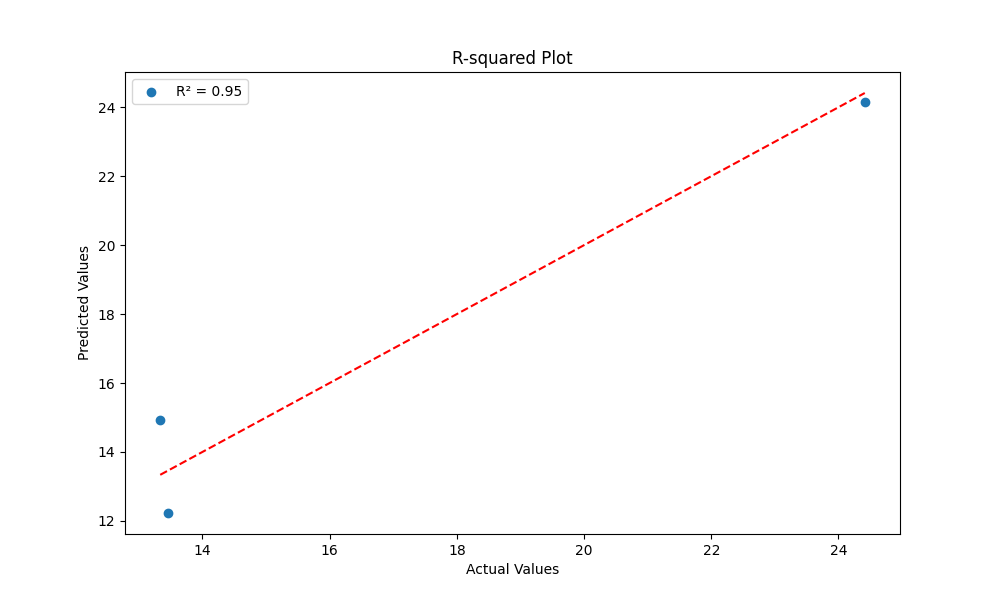 R-squared Plot
R² = 0.95
24
22
20
18
16
14
12
Predicted Values
14 16 18 20 22 24
Actual Values